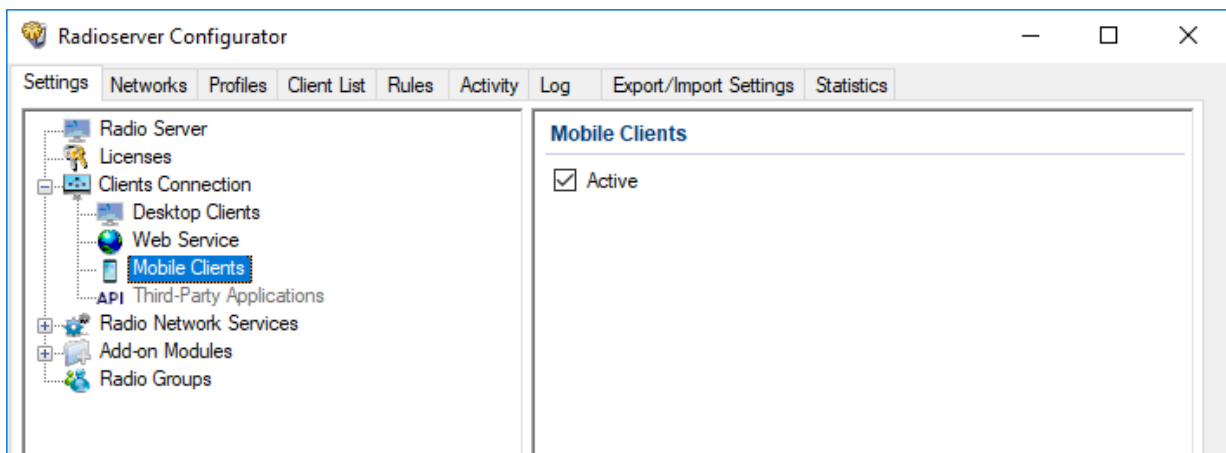 Radioserver Configurator
Settings Networks Profiles Client List Rules Activity Log Export/Import Settings Statistics
Radio Server
Licenses
Clients Connection
Desktop Clients
Web Service
Mobile Clients
API Third-Party Applications
Radio Network Services
Add-on Modules
Radio Groups
Mobile Clients
Active